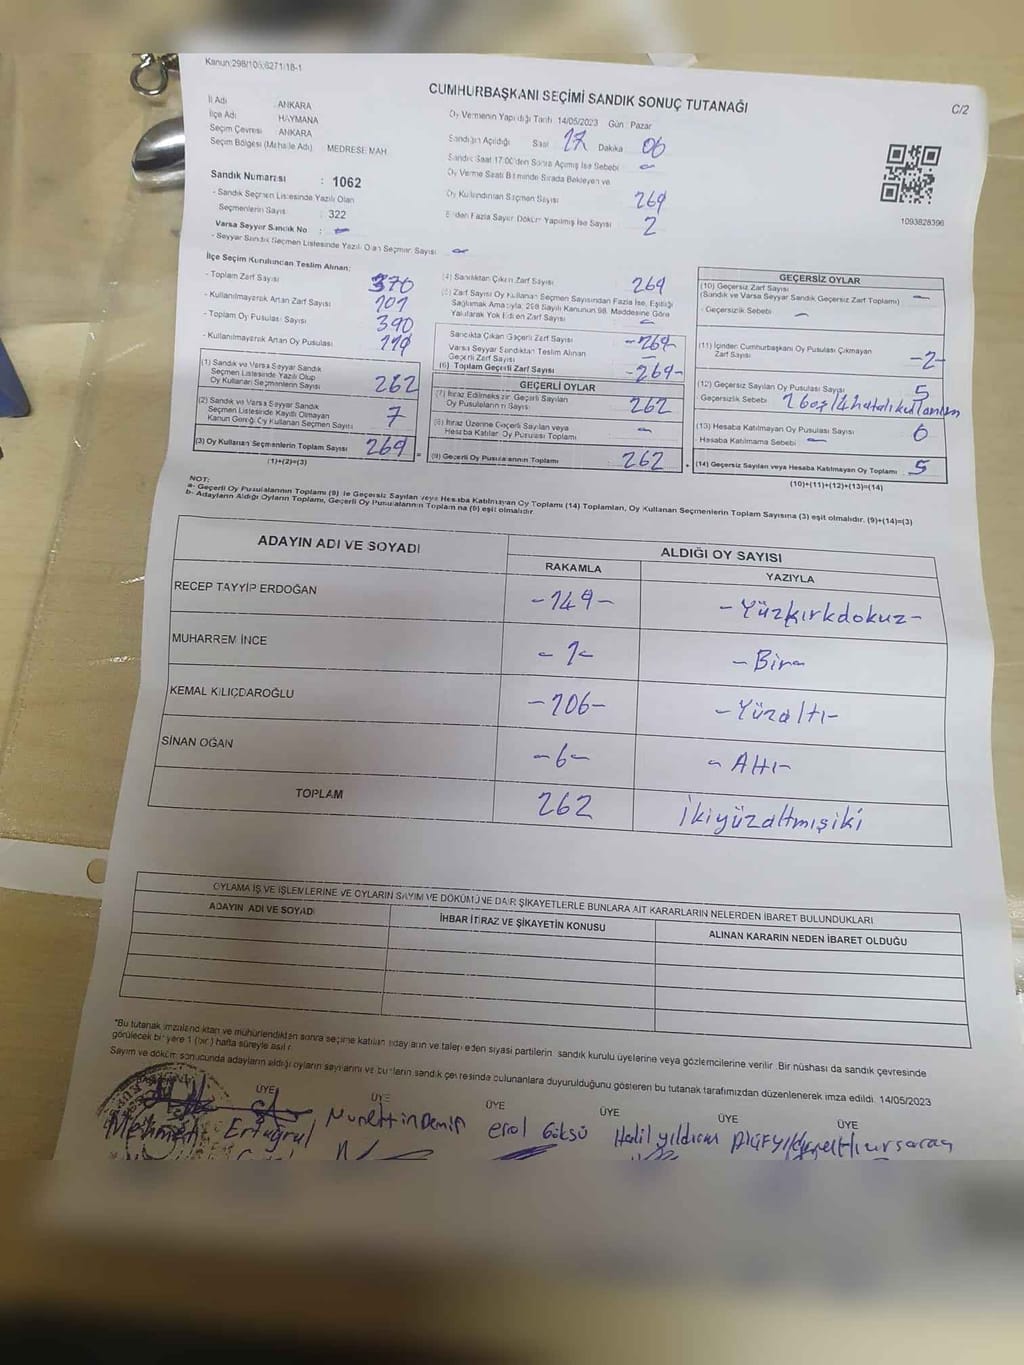 Kanun:298/105,6271/18-1
CUMHURBAŞKANI SEÇİMİ SANDIK SONUÇ TUTANAĞI
C/2
İl Adı : ANKARA
İlçe Adı : HAYMANA
Seçim Çevresi : ANKARA
Seçim Bölgesi (Mahalle Adı) : MEDRESE MAH.
Oy Vermenin Yapıldığı Tarih 14/05/2023 Gün : Pazar
Sandığın Açıldığı Saat 17 Dakika : 06
Sandık Saat 17:00'den Sonra Açılmış İse Sebebi : -
Oy Verme Saati Bitiminde Sırada Bekleyen ve
Oy Kullandırılan Seçmen Sayısı 269
Birden Fazla Sayım Döküm Yapılmış İse Sayısı 2
1093828396
Sandık Numarası : 1062
- Sandık Seçmen Listesinde Yazılı Olan
Seçmenlerin Sayısı : 322
Varsa Seyyar Sandık No : -
- Seyyar Sandık Seçmen Listesinde Yazılı Olan Seçmen Sayısı -
İlçe Seçim Kurulundan Teslim Alınan;
- Toplam Zarf Sayısı 370
- Kullanılmayarak Artan Zarf Sayısı 101
- Toplam Oy Pusulası Sayısı 390
- Kullanılmayarak Artan Oy Pusulası
(1) Sandık ve Varsa Seyyar Sandık
Seçmen Listesinde Yazılı Olup
Oy Kullanan Seçmenlerin Sayısı 262
(2) Sandık ve Varsa Seyyar Sandık
Seçmen Listesinde Kayıtlı Olmayan
Kanun Gereği Oy Kullanan Seçmen Sayısı 7
(3) Oy Kullanan Seçmenlerin Toplam Sayısı 269
(1)+(2)=(3)
(4) Sandıktan Çıkan Zarf Sayısı 269
(5) Zarf Sayısı Oy Kullanan Seçmen Sayısından Fazla İse, Eşitliği
Sağlamak Amacıyla, 298 Sayılı Kanunun 98. Maddesine Göre
Yakılarak Yok Edilen Zarf Sayısı -
Sandıkta Çıkan Geçerli Zarf Sayısı -269-
Varsa Seyyar Sandıktan Teslim Alınan
Geçerli Zarf Sayısı -
(6) Toplam Geçerli Zarf Sayısı -269-
GEÇERLİ OYLAR
(7) İtiraz Edilmeksizin Geçerli Sayılan
Oy Pusulalarının Sayısı 262
(8) İtiraz Üzerine Geçerli Sayılan veya
Hesaba Katılan Oy Pusulası Toplamı -
(9) Geçerli Oy Pusulalarının Toplamı 262
GEÇERSİZ OYLAR
(10) Geçersiz Zarf Sayısı
(Sandık ve Varsa Seyyar Sandık Geçersiz Zarf Toplamı) -
- Geçersizlik Sebebi : -
(11) İçinden Cumhurbaşkanı Oy Pusulası Çıkmayan
Zarf Sayısı -2-
(12) Geçersiz Sayılan Oy Pusulası Sayısı 5
Geçersizlik Sebebi :
(13) Hesaba Katılmayan Oy Pusulası Sayısı
- Hesaba Katılmama Sebebi : -
(14) Geçersiz Sayılan veya Hesaba Katılmayan Oy Toplamı 5
(10)+(11)+(12)+(13)=(14)
NOT:
a- Geçerli Oy Pusulalarının Toplamı (9) ile Geçersiz Sayılan veya Hesaba Katılmayan Oy Toplamı (14) Toplamları, Oy Kullanan Seçmenlerin Toplam Sayısına (3) eşit olmalıdır. (9)+(14)=(3)
b- Adayların Aldığı Oyların Toplamı, Geçerli Oy Pusulalarının Toplamına (9) eşit olmalıdır.
ADAYIN ADI VE SOYADI
ALDIĞI OY SAYISI
RAKAMLA YAZIYLA
RECEP TAYYİP ERDOĞAN -149- -Yüzkırkdokuz-
MUHARREM İNCE -1- -Bir-
KEMAL KILIÇDAROĞLU -106- -Yüzaltı-
SİNAN OĞAN -6- -Altı-
TOPLAM 262 İkiyüzaltmışiki
OYLAMA İŞ VE İŞLEMLERİNE VE OYLARIN SAYIM VE DÖKÜMÜNE DAİR ŞİKAYETLERLE BUNLARA AİT KARARLARIN NELERDEN İBARET BULUNDUKLARI
ADAYIN ADI VE SOYADI İHBAR İTİRAZ VE ŞİKAYETİN KONUSU ALINAN KARARIN NEDEN İBARET OLDUĞU
*Bu tutanak imzalandıktan ve mühürlendikten sonra seçime katılan adayların ve talep eden siyasi partilerin sandık kurulu üyelerine veya gözlemcilerine verilir. Bir nüshası da sandık çevresinde
görülecek bir yere 1 (bir) hafta süreyle asılır.
Sayım ve döküm sonucunda adayların aldığı oyların sayılarını ve bunların sandık çevresinde bulunanlara duyurulduğunu gösteren bu tutanak tarafımızdan düzenlenerek imza edildi. 14/05/2023
ÜYE ÜYE ÜYE ÜYE ÜYE ÜYE
Mehmet Ertuğrul Nurettin Demir Erol Göksü Halil Yıldırım